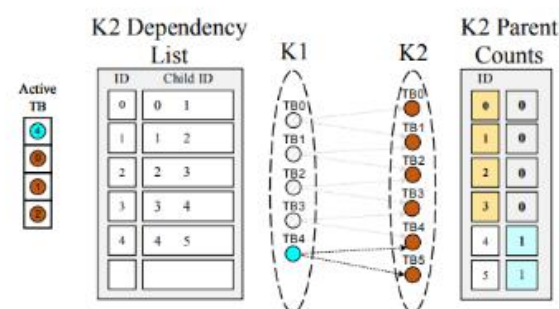 K2 Dependency List
K1
K2
K2 Parent Counts
Active TB
4
0
1
2
ID Child ID
0 0 1
1 1 2
2 2 3
3 3 4
4 4 5
TB0
TB1
TB2
TB3
TB4
TB0
TB1
TB2
TB3
TB4
TB5
ID
0 0
1 0
2 0
3 0
4 1
5 1